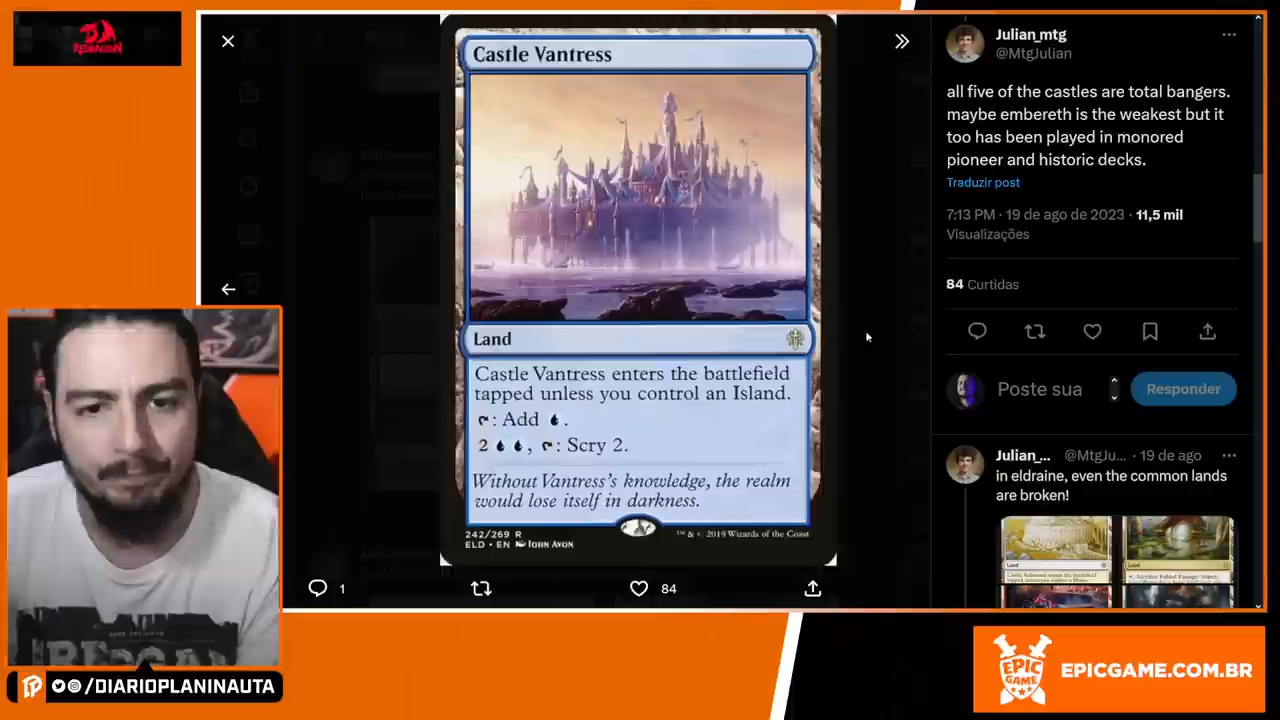 REDRAGON
Castle Vantress
Land
Castle Vantress enters the battlefield
tapped unless you control an Island.
: Add .
2 , : Scry 2.
Without Vantress's knowledge, the realm
would lose itself in darkness.
242/269 R
ELD • EN JOHN AVON
™ & © 2019 Wizards of the Coast
1
84
Julian_mtg
@MtgJulian
all five of the castles are total bangers.
maybe embereth is the weakest but it
too has been played in monored
pioneer and historic decks.
Traduzir post
7:13 PM · 19 de ago de 2023 · 11,5 mil
Visualizações
84 Curtidas
Poste sua
Responder
Julian_... @MtgJu... · 19 de ago
in eldraine, even the common lands
are broken!
Land
Land
/DIARIOPLANINAUTA
EPIC
GAME
EPICGAME.COM.BR